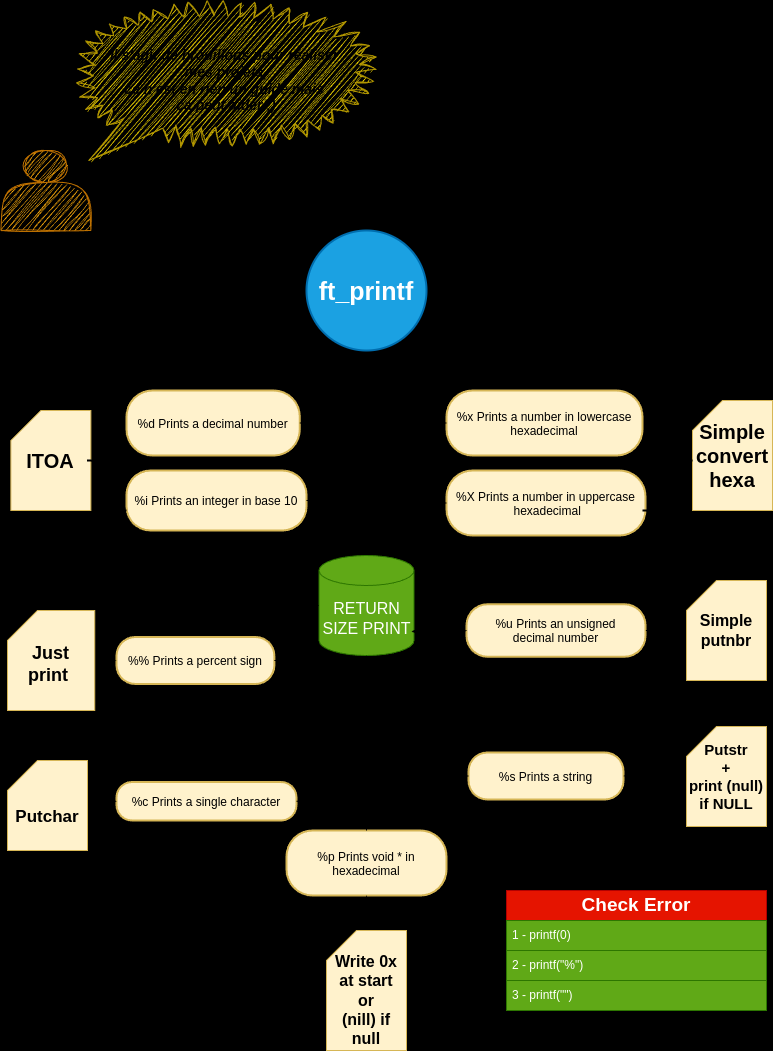 ft_printf
ITOA
%d Prints a decimal number
%i Prints an integer in base 10
%x Prints a number in lowercase
hexadecimal
%X Prints a number in uppercase
hexadecimal
Simple
convert
hexa
RETURN
SIZE PRINT
Just
print
%% Prints a percent sign
%u Prints an unsigned
decimal number
Simple
putnbr
Putchar
%c Prints a single character
%s Prints a string
Putstr
+
print (null)
if NULL
%p Prints void * in
hexadecimal
Write 0x
at start
or
(nill) if
null
Check Error
1 - printf(0)
2 - printf("%")
3 - printf("")